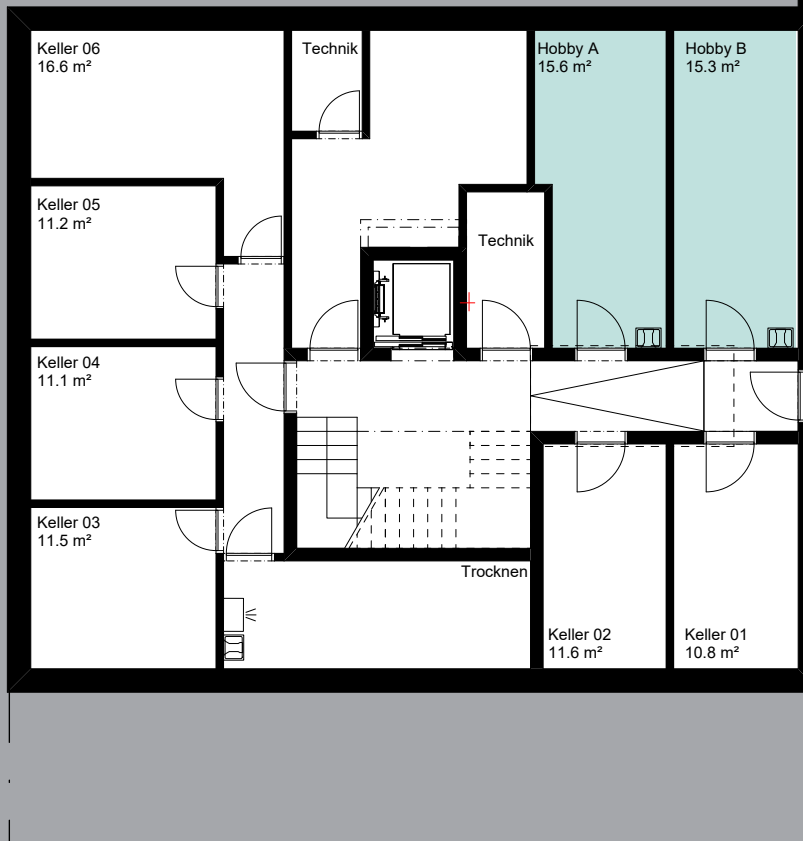 Keller 06
16.6 m²
Technik
Hobby A
15.6 m²
Hobby B
15.3 m²
Keller 05
11.2 m²
Technik
Keller 04
11.1 m²
Keller 03
11.5 m²
Trocknen
Keller 02
11.6 m²
Keller 01
10.8 m²